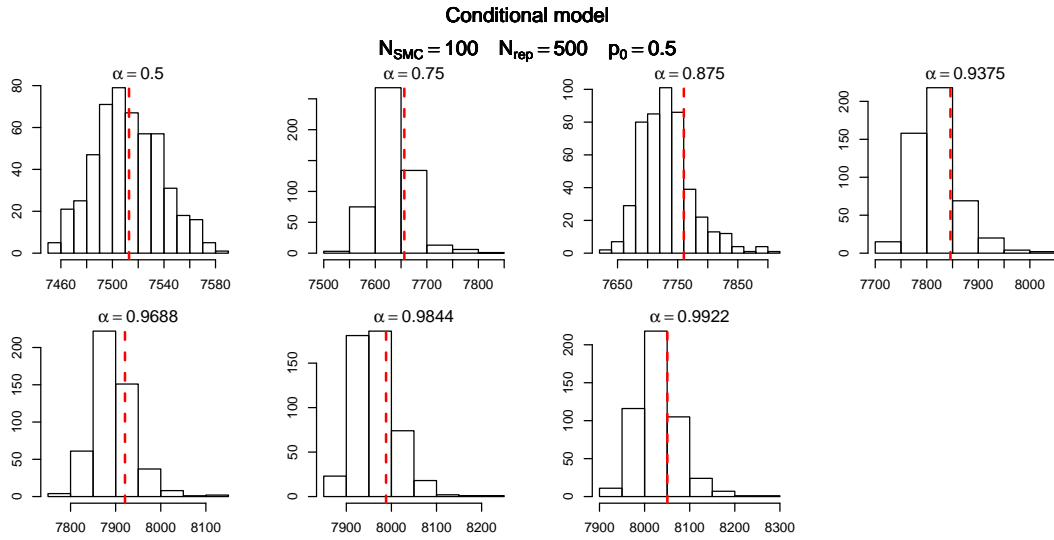 Conditional model
N_SMC = 100 N_rep = 500 p_0 = 0.5
α = 0.5
α = 0.75
α = 0.875
α = 0.9375
0 20 40 60 80
0 50 100 200
0 20 40 60 80 100
0 50 100 150 200
7460 7500 7540 7580
7500 7600 7700 7800
7650 7750 7850
7700 7800 7900 8000
α = 0.9688
α = 0.9844
α = 0.9922
0 50 100 150 200
0 50 100 150
0 50 100 150 200
7800 7900 8000 8100
7900 8000 8100 8200
7900 8000 8100 8200 8300